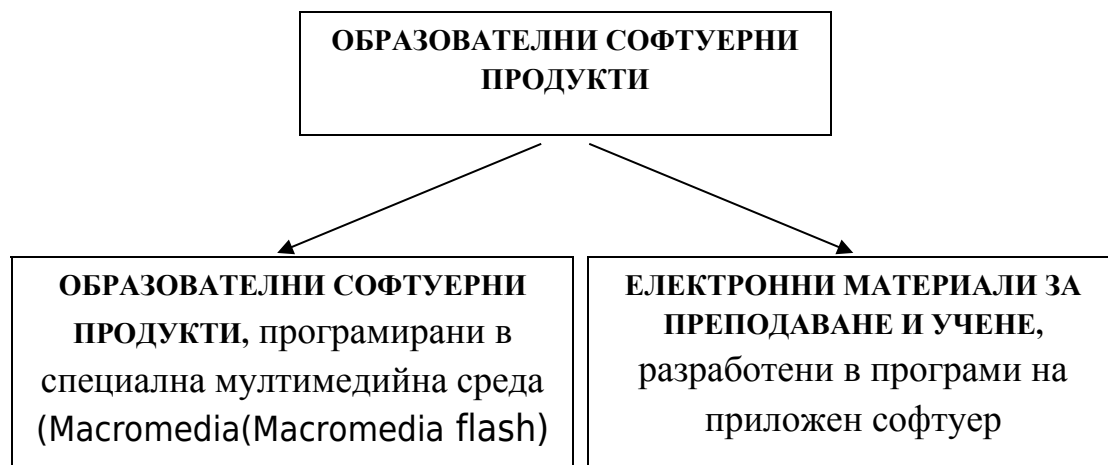 ОБРАЗОВАТЕЛНИ СОФТУЕРНИ
ПРОДУКТИ
ОБРАЗОВАТЕЛНИ СОФТУЕРНИ
ПРОДУКТИ, програмирани в
специална мултимедийна среда
(Macromedia(Macromedia flash)
ЕЛЕКТРОННИ МАТЕРИАЛИ ЗА
ПРЕПОДАВАНЕ И УЧЕНЕ,
разработени в програми на
приложен софтуер